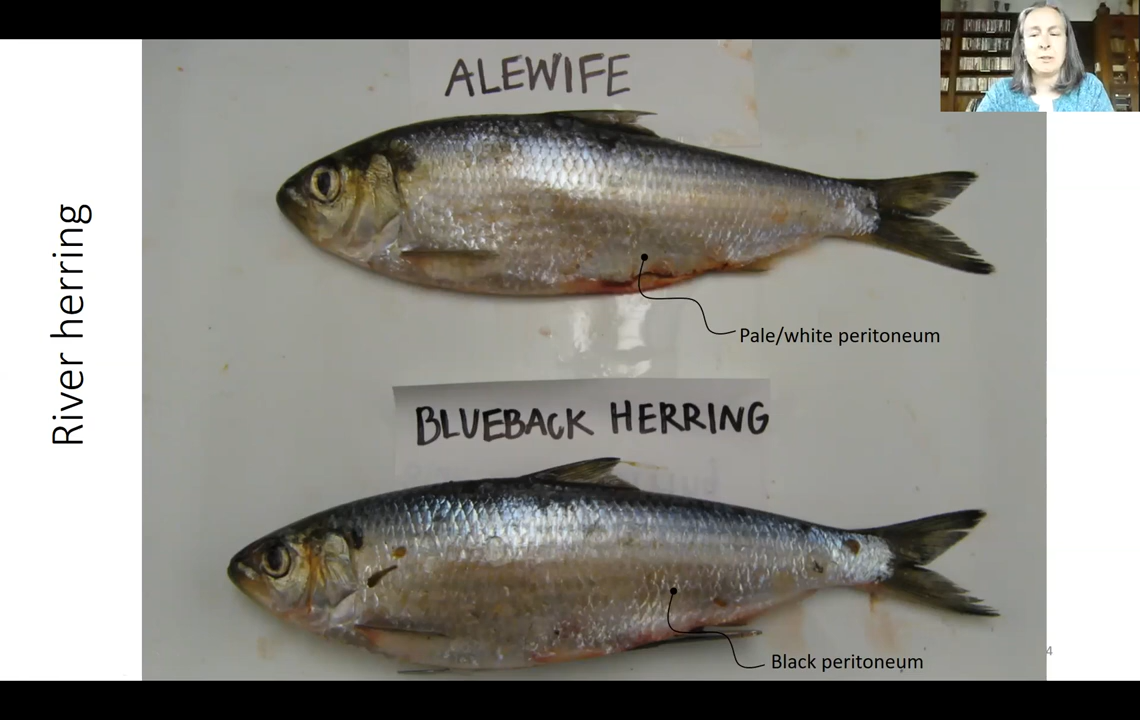 River herring
ALEWIFE
Pale/white peritoneum
BLUEBACK HERRING
Black peritoneum
4